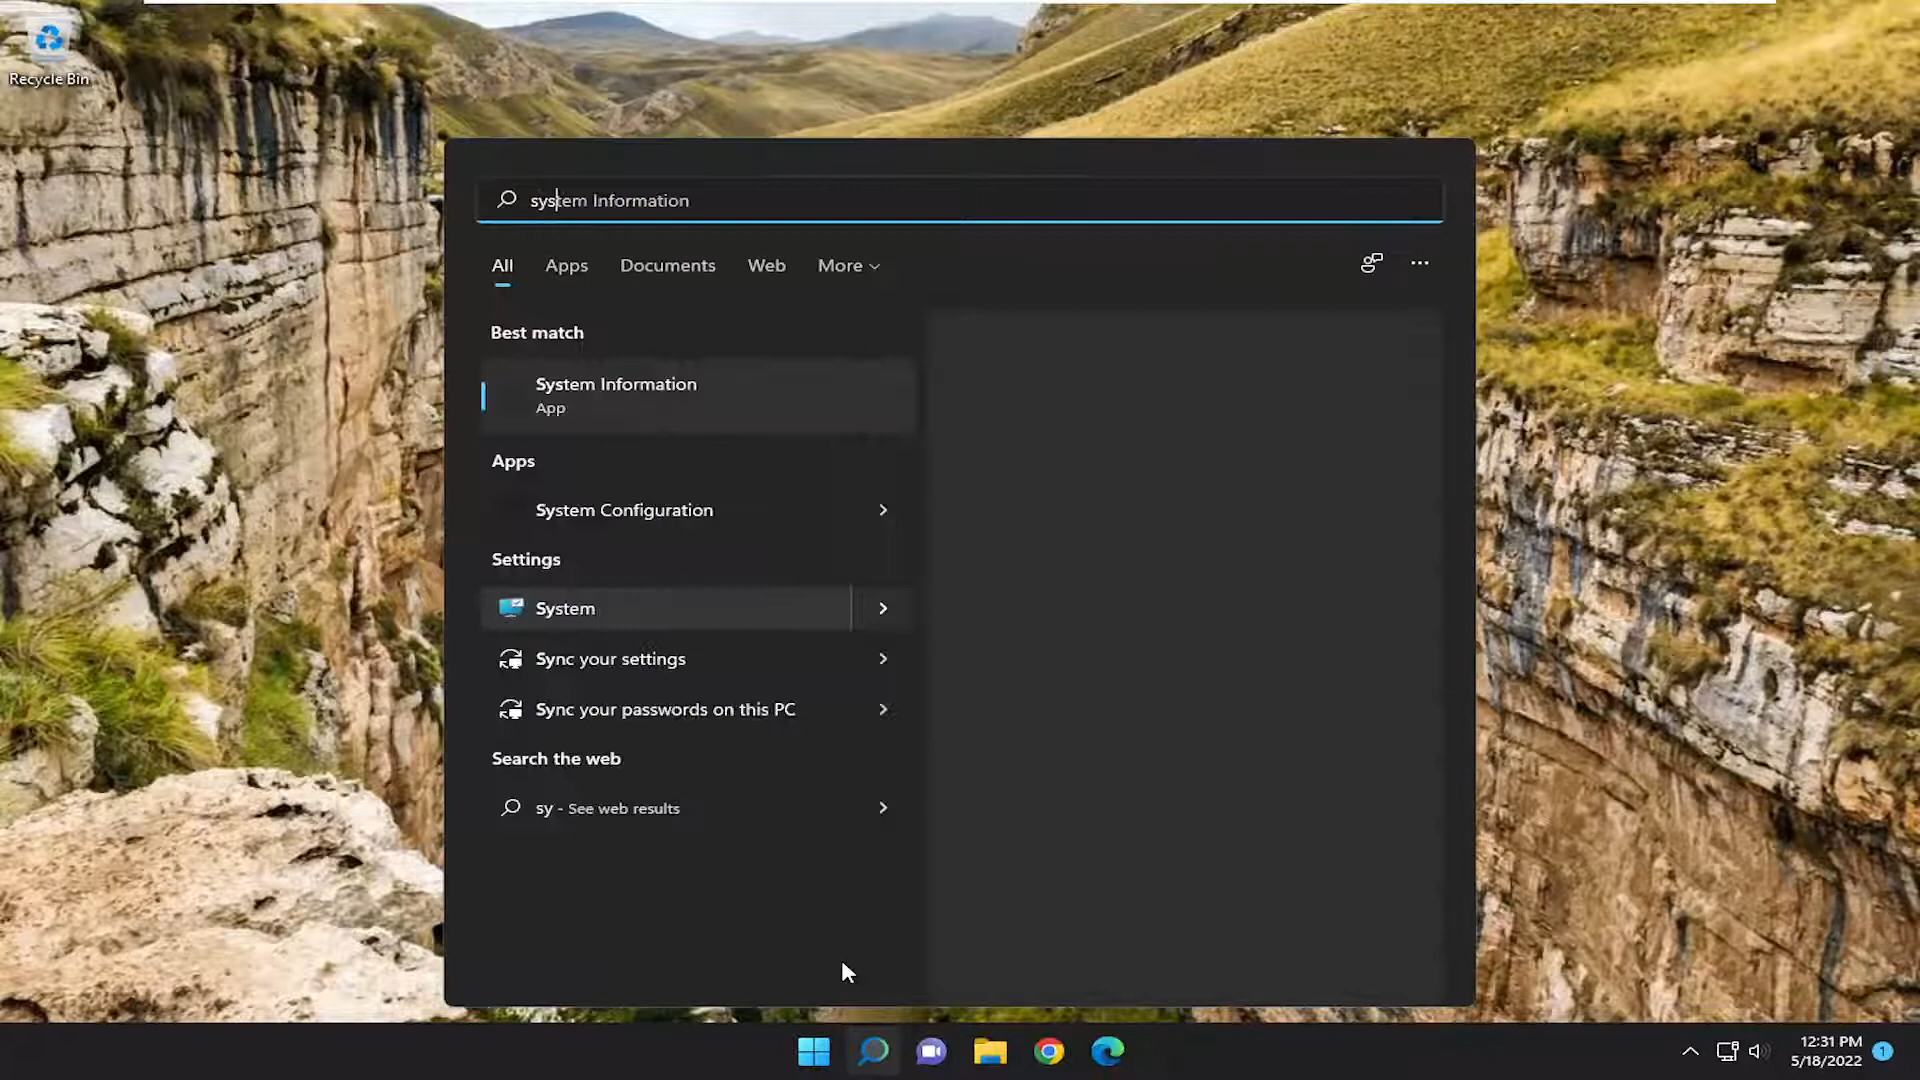 Recycle Bin
system Information
All Apps Documents Web More
Best match
System Information
App
Apps
System Configuration
Settings
System
Sync your settings
Sync your passwords on this PC
Search the web
sy - See web results
12:31 PM
5/18/2022
1